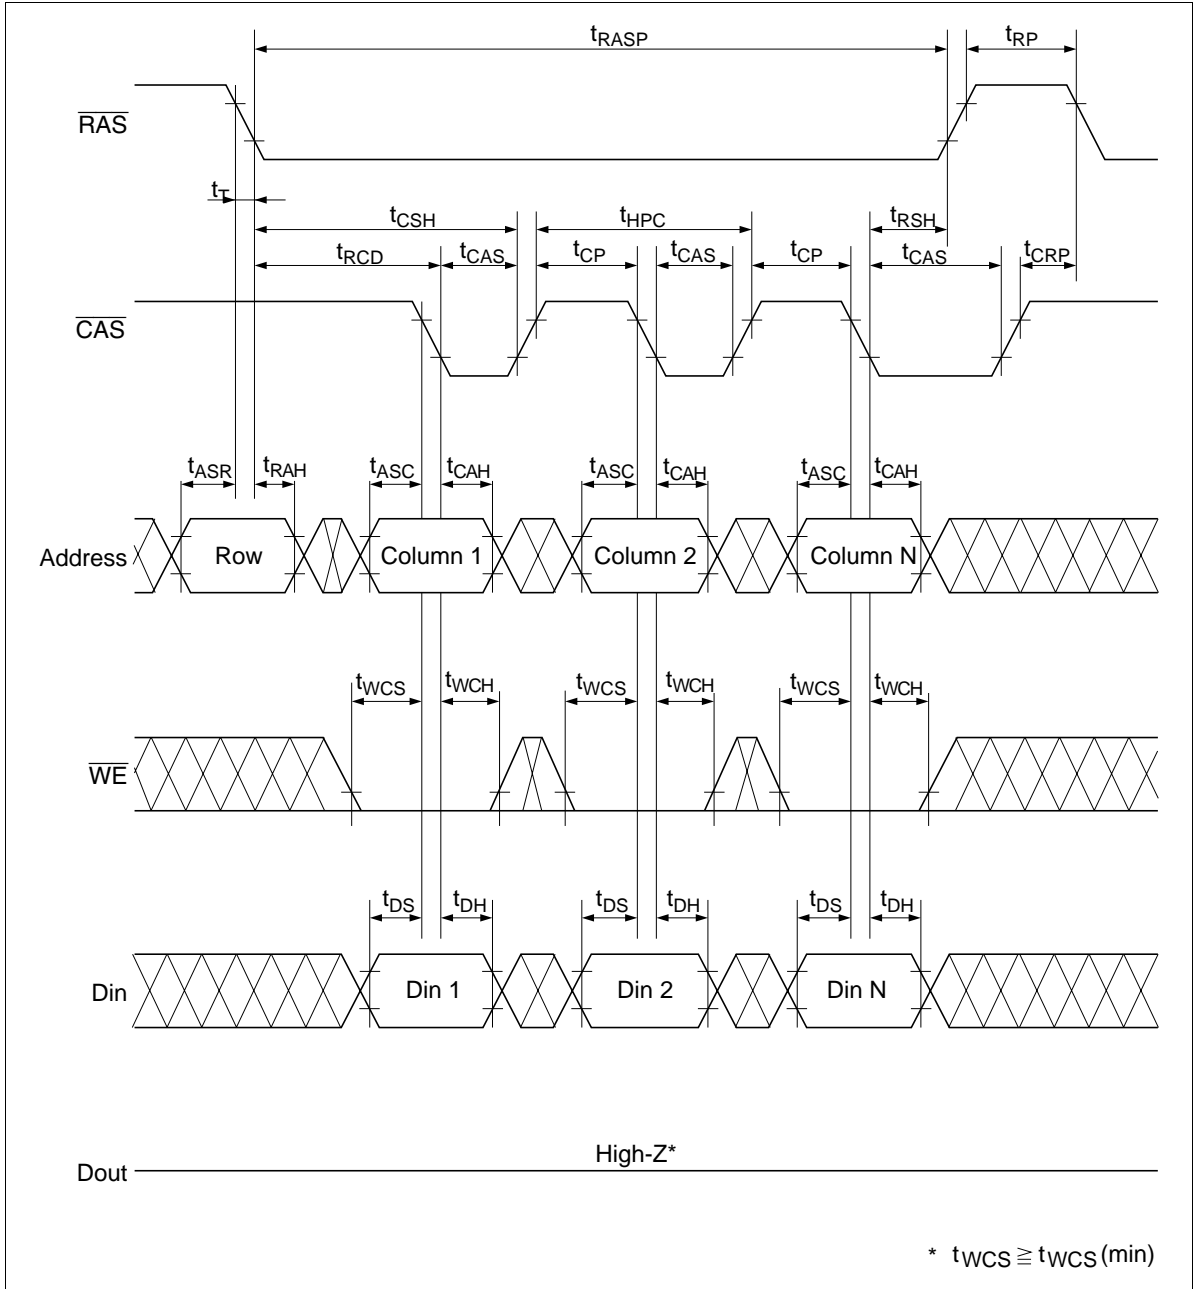 tRASP tRP
RAS
tT
tCSH tHPC tRSH
tRCD tCAS tCP tCAS tCP tCAS tCRP
CAS
tASR tRAH tASC tCAH tASC tCAH tASC tCAH
Address Row Column 1 Column 2 Column N
tWCS tWCH tWCS tWCH tWCS tWCH
WE
tDS tDH tDS tDH tDS tDH
Din Din 1 Din 2 Din N
High-Z*
Dout
* tWCS ≧ tWCS (min)